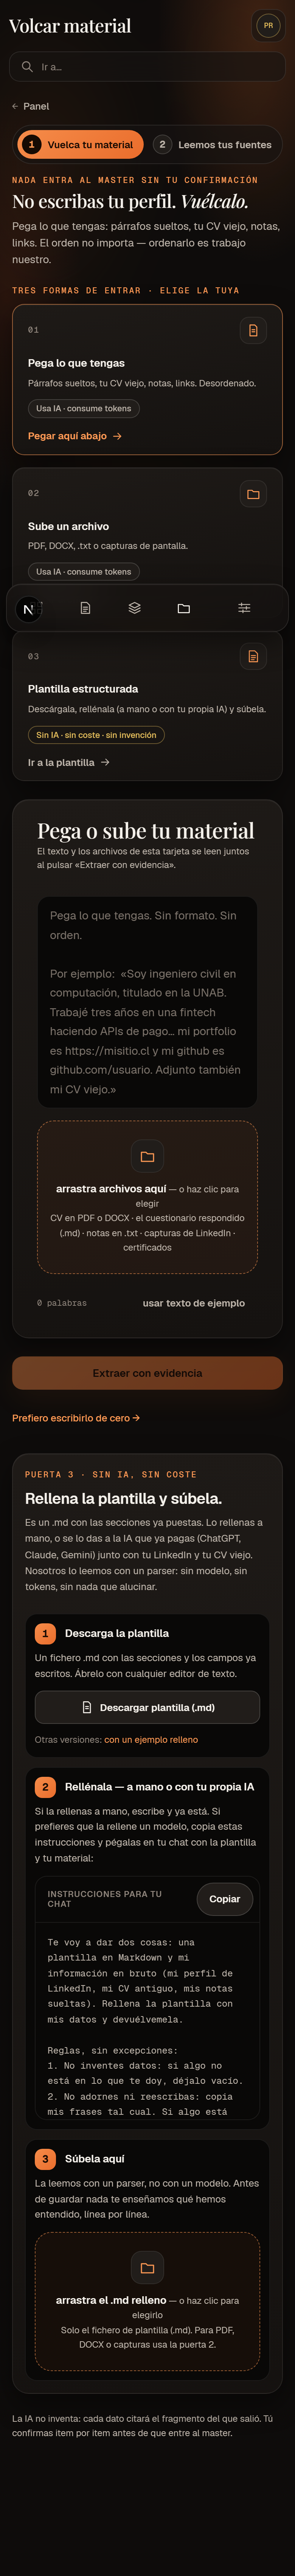 Volcar material
PR
Ir a...
← Panel
1 Vuelca tu material
2 Leemos tus fuentes
NADA ENTRA AL MASTER SIN TU CONFIRMACIÓN
No escribas tu perfil. Vuélcalo.
Pega lo que tengas: párrafos sueltos, tu CV viejo, notas,
links. El orden no importa — ordenarlo es trabajo
nuestro.
TRES FORMAS DE ENTRAR · ELIGE LA TUYA
01
Pega lo que tengas
Párrafos sueltos, tu CV viejo, notas, links. Desordenado.
Usa IA · consume tokens
Pegar aquí abajo →
02
Sube un archivo
PDF, DOCX, .txt o capturas de pantalla.
Usa IA · consume tokens
N
03
Plantilla estructurada
Descárgala, rellénala (a mano o con tu propia IA) y súbela.
Sin IA · sin coste · sin invención
Ir a la plantilla →
Pega o sube tu material
El texto y los archivos de esta tarjeta se leen juntos
al pulsar «Extraer con evidencia».
Pega lo que tengas. Sin formato. Sin
orden.
Por ejemplo: «Soy ingeniero civil en
computación, titulado en la UNAB.
Trabajé tres años en una fintech
haciendo APIs de pago... mi portfolio
es https://misitio.cl y mi github es
github.com/usuario. Adjunto también
mi CV viejo.»
arrastra archivos aquí — o haz clic para
elegir
CV en PDF o DOCX · el cuestionario respondido
(.md) · notas en .txt · capturas de LinkedIn ·
certificados
0 palabras
usar texto de ejemplo
Extraer con evidencia
Prefiero escribirlo de cero →
PUERTA 3 · SIN IA, SIN COSTE
Rellena la plantilla y súbela.
Es un .md con las secciones ya puestas. Lo rellenas a
mano, o se lo das a la IA que ya pagas (ChatGPT,
Claude, Gemini) junto con tu LinkedIn y tu CV viejo.
Nosotros lo leemos con un parser: sin modelo, sin
tokens, sin nada que alucinar.
1 Descarga la plantilla
Un fichero .md con las secciones y los campos ya
escritos. Ábrelo con cualquier editor de texto.
Descargar plantilla (.md)
Otras versiones: con un ejemplo relleno
2 Rellénala — a mano o con tu propia IA
Si la rellenas a mano, escribe y ya está. Si
prefieres que la rellene un modelo, copia estas
instrucciones y pégalas en tu chat con la plantilla
y tu material:
INSTRUCCIONES PARA TU
CHAT
Copiar
Te voy a dar dos cosas: una
plantilla en Markdown y mi
información en bruto (mi perfil de
LinkedIn, mi CV antiguo, mis notas
sueltas). Rellena la plantilla con
mis datos y devuélvemela.
Reglas, sin excepciones:
1. No inventes datos: si algo no
está en lo que te doy, déjalo vacío.
2. No adornes ni reescribas: copia
mis frases tal cual. Si algo está
3 Súbela aquí
La leemos con un parser, no con un modelo. Antes
de guardar nada te enseñamos qué hemos
entendido, línea por línea.
arrastra el .md relleno — o haz clic para
elegirlo
Solo el fichero de plantilla (.md). Para PDF,
DOCX o capturas usa la puerta 2.
La IA no inventa: cada dato citará el fragmento del que salió. Tú
confirmas item por item antes de que entre al master.